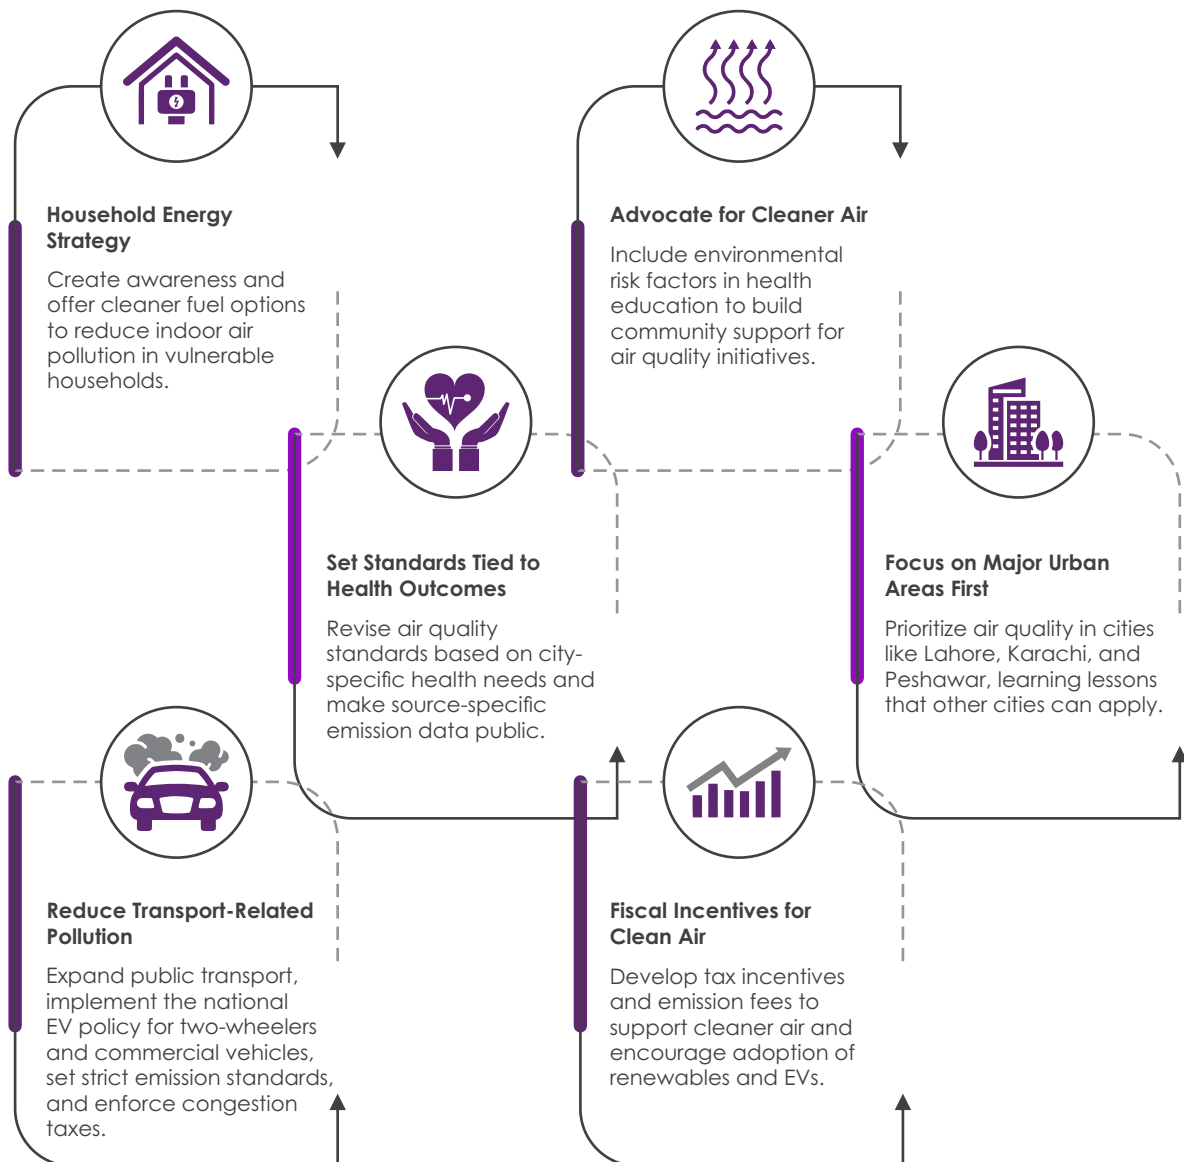 Household Energy
Strategy
Create awareness and
offer cleaner fuel options
to reduce indoor air
pollution in vulnerable
households.
Advocate for Cleaner Air
Include environmental
risk factors in health
education to build
community support for
air quality initiatives.
Set Standards Tied to
Health Outcomes
Revise air quality
standards based on city-
specific health needs and
make source-specific
emission data public.
Focus on Major Urban
Areas First
Prioritize air quality in cities
like Lahore, Karachi, and
Peshawar, learning lessons
that other cities can apply.
Reduce Transport-Related
Pollution
Expand public transport,
implement the national
EV policy for two-wheelers
and commercial vehicles,
set strict emission standards,
and enforce congestion
taxes.
Fiscal Incentives for
Clean Air
Develop tax incentives
and emission fees to
support cleaner air and
encourage adoption of
renewables and EVs.